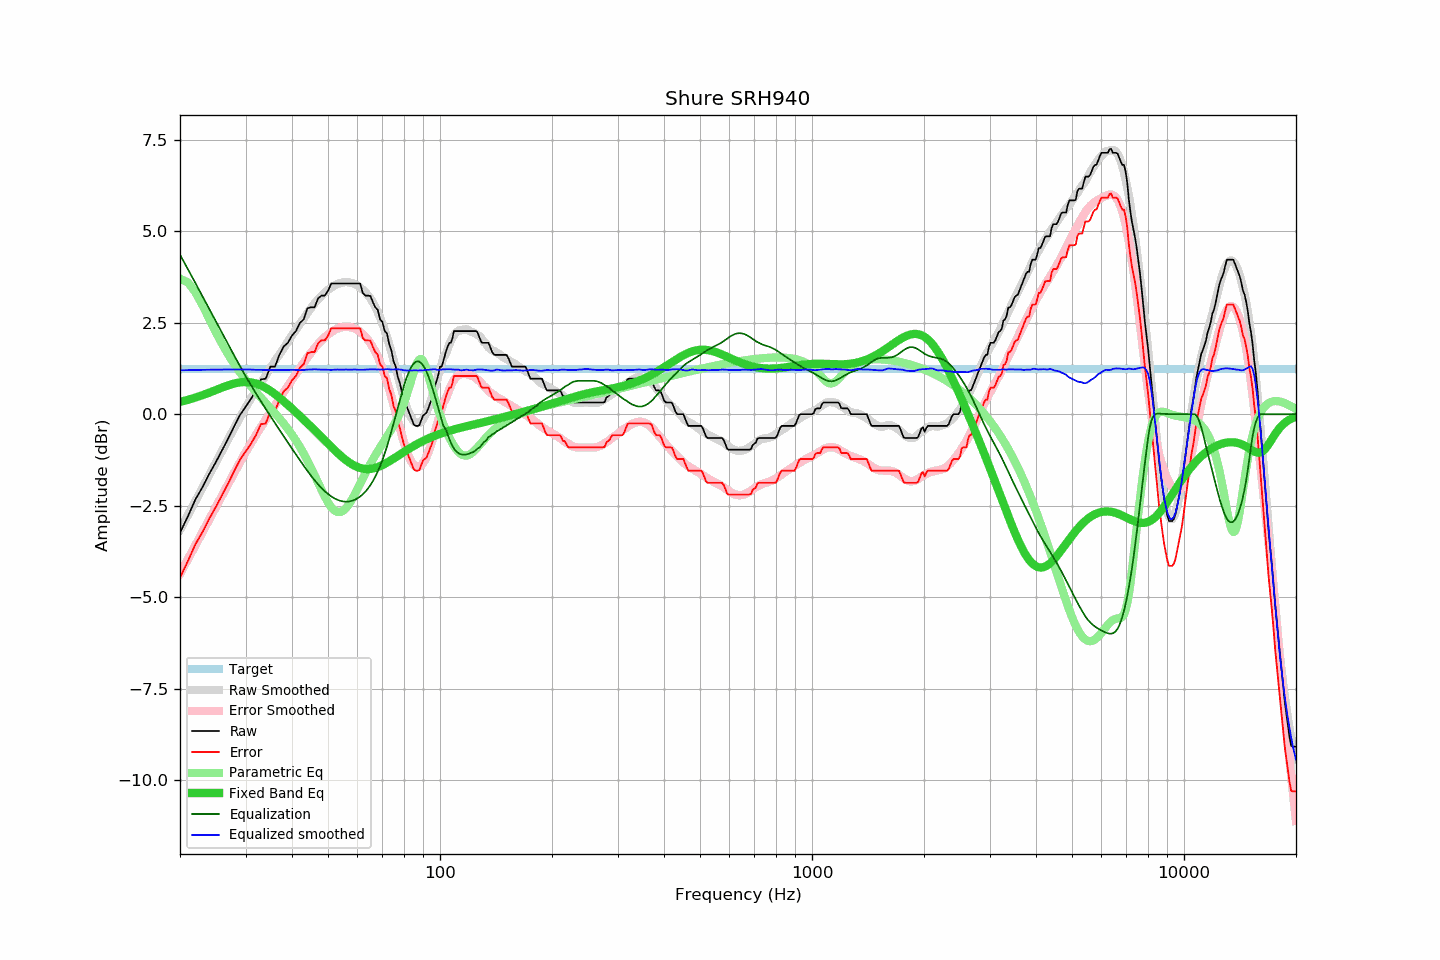 Shure SRH940
7.5
5.0
2.5
0.0
−2.5
−5.0
−7.5
−10.0
Amplitude (dBr)
Target
Raw Smoothed
Error Smoothed
Raw
Error
Parametric Eq
Fixed Band Eq
Equalization
Equalized smoothed
100 1000 10000
Frequency (Hz)